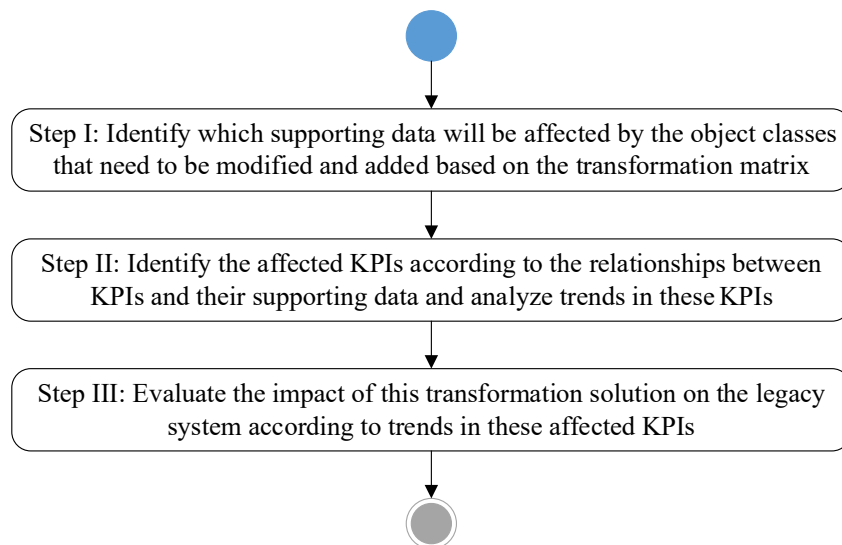 Step I: Identify which supporting data will be affected by the object classes
that need to be modified and added based on the transformation matrix
Step II: Identify the affected KPIs according to the relationships between
KPIs and their supporting data and analyze trends in these KPIs
Step III: Evaluate the impact of this transformation solution on the legacy
system according to trends in these affected KPIs